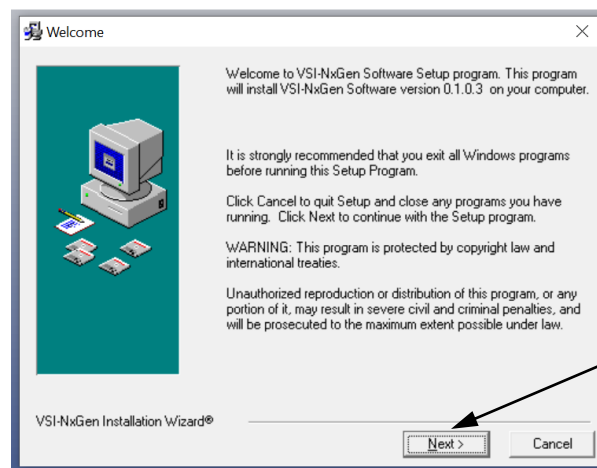 Welcome
Welcome to VSI-NxGen Software Setup program. This program
will install VSI-NxGen Software version 0.1.0.3 on your computer.
It is strongly recommended that you exit all Windows programs
before running this Setup Program.
Click Cancel to quit Setup and close any programs you have
running. Click Next to continue with the Setup program.
WARNING: This program is protected by copyright law and
international treaties.
Unauthorized reproduction or distribution of this program, or any
portion of it, may result in severe civil and criminal penalties, and
will be prosecuted to the maximum extent possible under law.
VSI-NxGen Installation Wizard®
Next >
Cancel